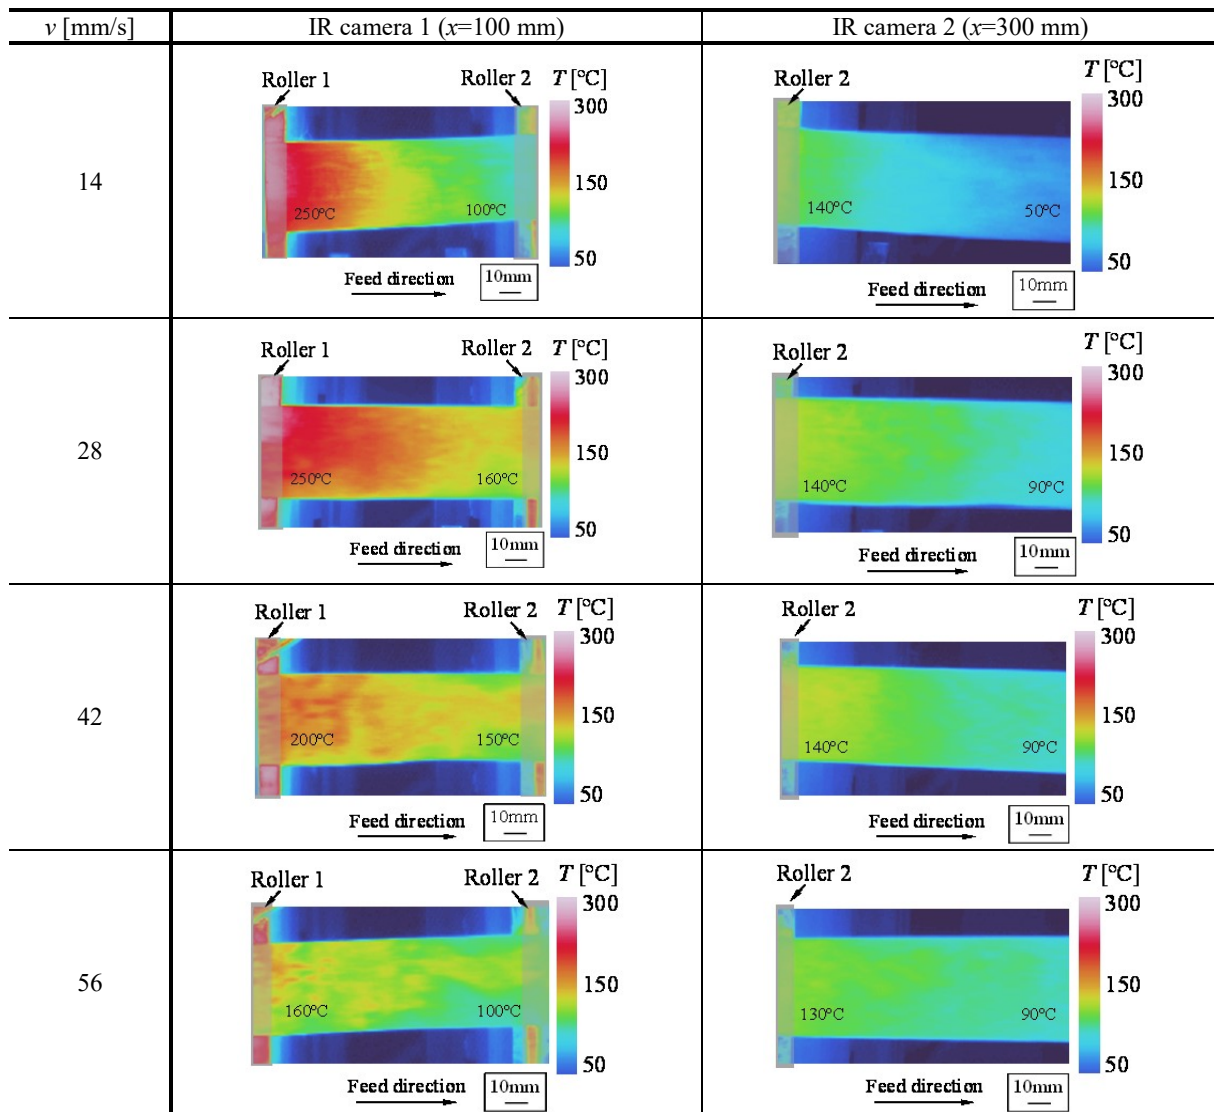 v [mm/s] IR camera 1 (x=100 mm) IR camera 2 (x=300 mm)
14
Roller 1 Roller 2 T [°C]
300
150
50
250°C 100°C
Feed direction 10mm
Roller 2 T [°C]
300
150
50
140°C 50°C
Feed direction 10mm
28
Roller 1 Roller 2 T [°C]
300
150
50
250°C 160°C
Feed direction 10mm
Roller 2 T [°C]
300
150
50
140°C 90°C
Feed direction 10mm
42
Roller 1 Roller 2 T [°C]
300
150
50
200°C 150°C
Feed direction 10mm
Roller 2 T [°C]
300
150
50
140°C 90°C
Feed direction 10mm
56
Roller 1 Roller 2 T [°C]
300
150
50
160°C 100°C
Feed direction 10mm
Roller 2 T [°C]
300
150
50
130°C 90°C
Feed direction 10mm